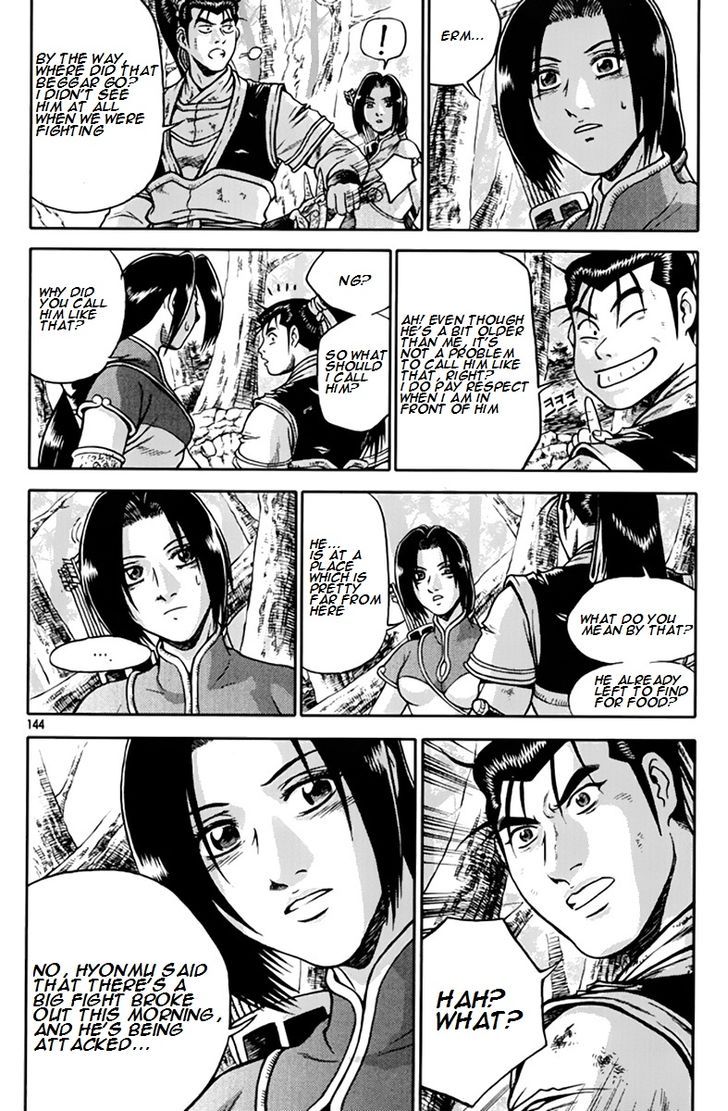 BY THE WAY,
WHERE DID THAT
BEGGAR GO?
I DIDN'T SEE
HIM AT ALL
WHEN WE WERE
FIGHTING
!
ERM...
WHY DID
YOU CALL
HIM LIKE
THAT?
NG?
SO WHAT
SHOULD
I CALL
HIM?
AH! EVEN THOUGH
HE'S A BIT OLDER
THAN ME, IT'S
NOT A PROBLEM
TO CALL HIM LIKE
THAT, RIGHT?
I DO PAY RESPECT
WHEN I AM IN
FRONT OF HIM
ㅋㅋㅋ
...
HE...
IS AT A
PLACE
WHICH IS
PRETTY
FAR FROM
HERE
WHAT DO YOU
MEAN BY THAT?
HE ALREADY
LEFT TO FIND
FOR FOOD?
144
NO, HYONMU SAID
THAT THERE'S A
BIG FIGHT BROKE
OUT THIS MORNING,
AND HE'S BEING
ATTACKED...
HAH?
WHAT?